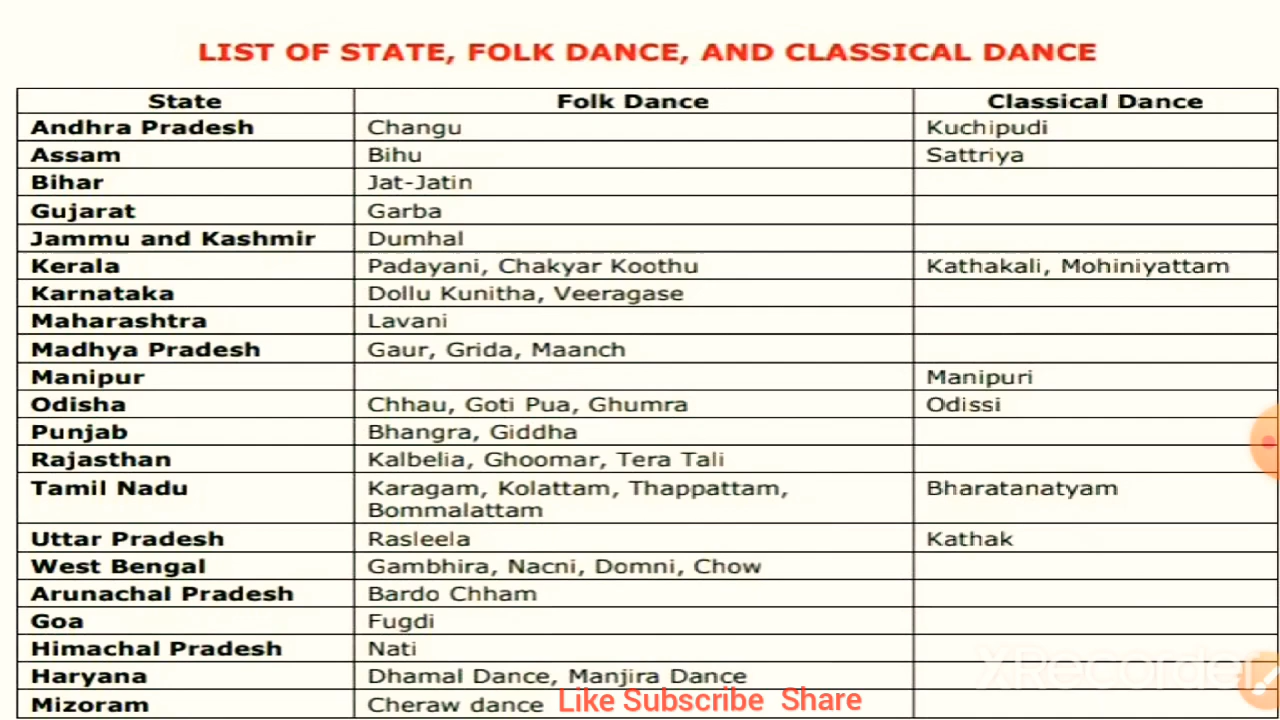 LIST OF STATE, FOLK DANCE, AND CLASSICAL DANCE
State Folk Dance Classical Dance
Andhra Pradesh Changu Kuchipudi
Assam Bihu Sattriya
Bihar Jat-Jatin
Gujarat Garba
Jammu and Kashmir Dumhal
Kerala Padayani, Chakyar Koothu Kathakali, Mohiniyattam
Karnataka Dollu Kunitha, Veeragase
Maharashtra Lavani
Madhya Pradesh Gaur, Grida, Maanch
Manipur Manipuri
Odisha Chhau, Goti Pua, Ghumra Odissi
Punjab Bhangra, Giddha
Rajasthan Kalbelia, Ghoomar, Tera Tali
Tamil Nadu Karagam, Kolattam, Thappattam, Bharatanatyam
Bommalattam
Uttar Pradesh Rasleela Kathak
West Bengal Gambhira, Nacni, Domni, Chow
Arunachal Pradesh Bardo Chham
Goa Fugdi
Himachal Pradesh Nati
XRecorder
Haryana Dhamal Dance, Manjira Dance
Mizoram Cheraw dance
Like Subscribe Share